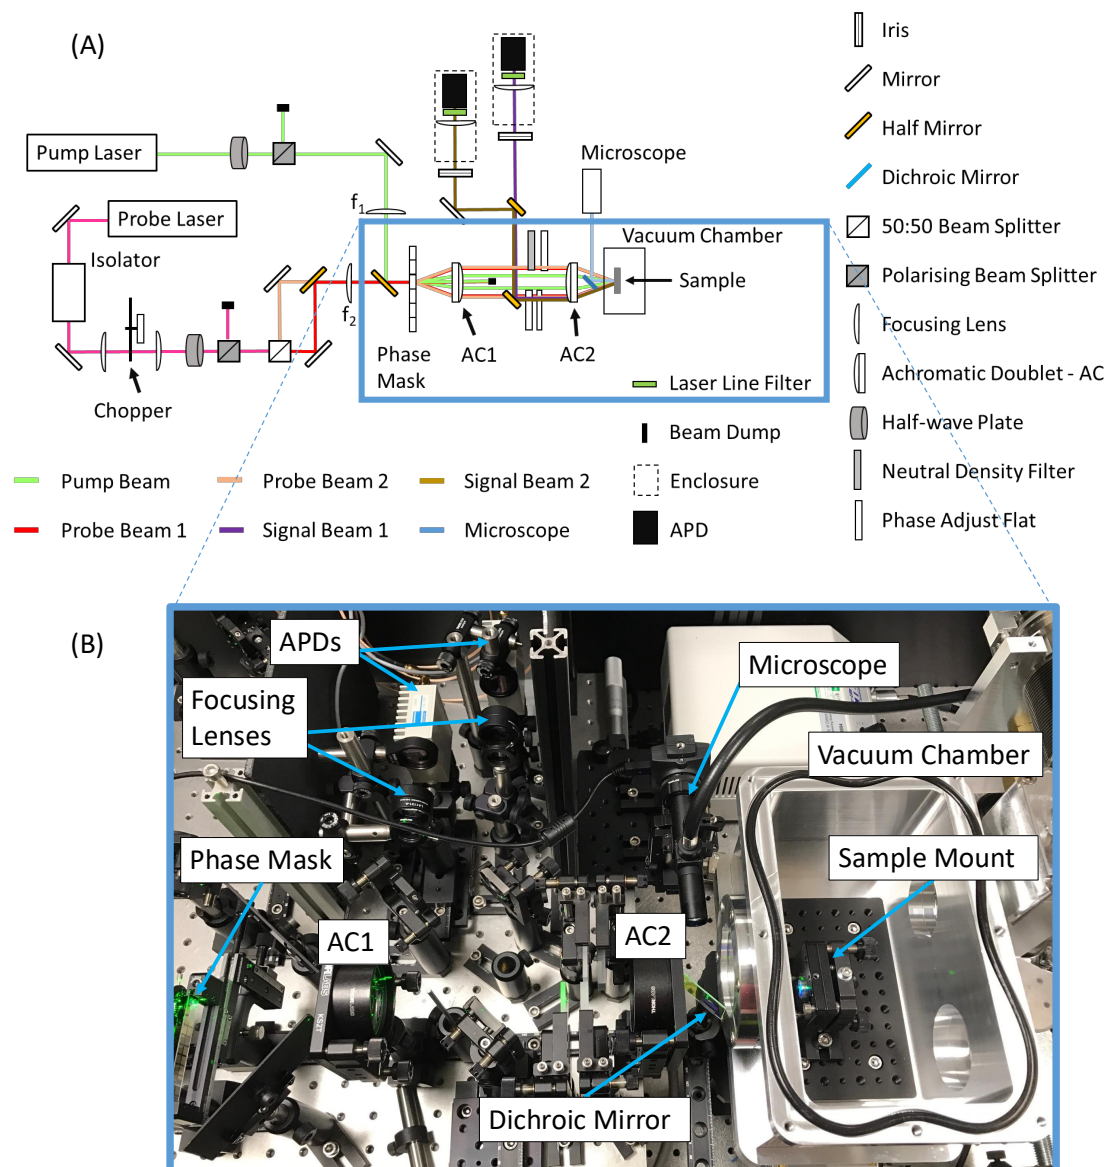 (A)
Pump Laser
Probe Laser
Isolator
Chopper
f1
f2
Phase
Mask
AC1
AC2
Microscope
Vacuum Chamber
Sample
Laser Line Filter
Beam Dump
Enclosure
APD
Pump Beam
Probe Beam 2
Signal Beam 2
Probe Beam 1
Signal Beam 1
Microscope
Iris
Mirror
Half Mirror
Dichroic Mirror
50:50 Beam Splitter
Polarising Beam Splitter
Focusing Lens
Achromatic Doublet - AC
Half-wave Plate
Neutral Density Filter
Phase Adjust Flat
(B)
APDs
Focusing
Lenses
Phase Mask
AC1
AC2
Microscope
Vacuum Chamber
Sample Mount
Dichroic Mirror